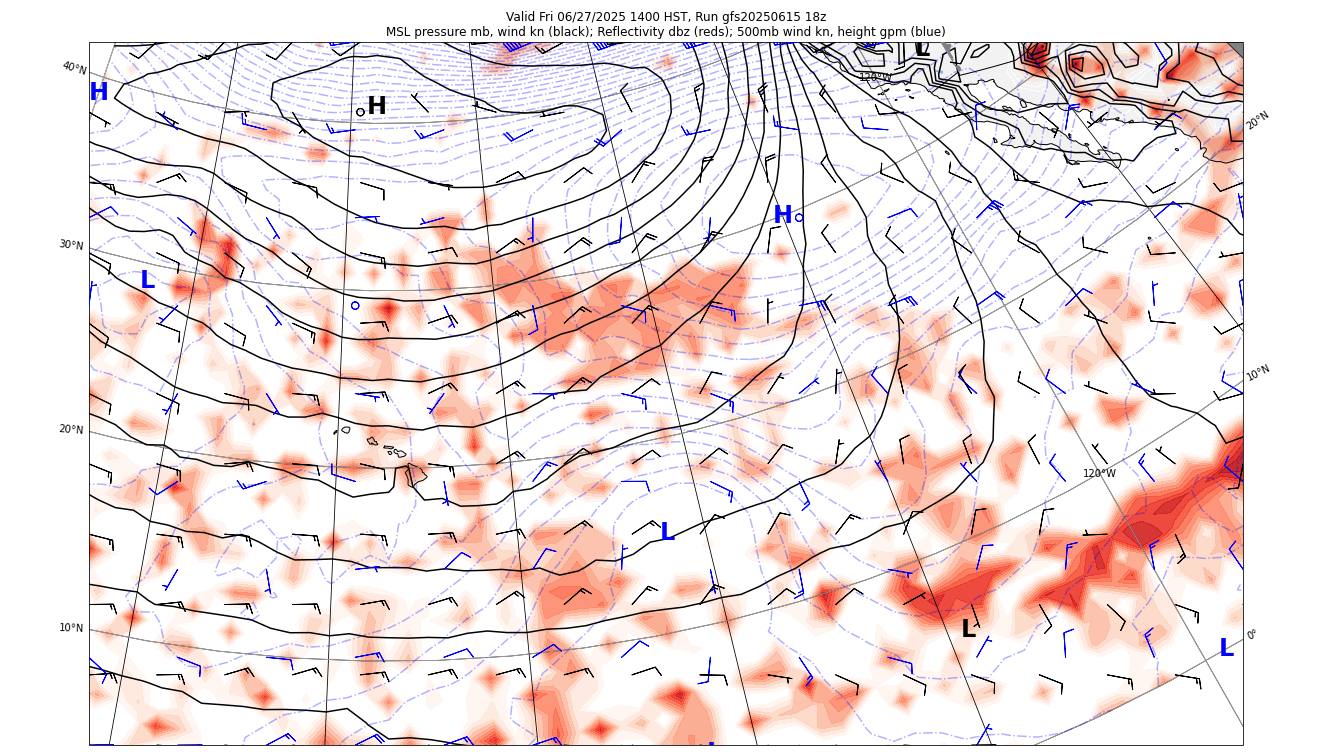 Valid Fri 06/27/2025 1400 HST, Run gfs20250615 18z
MSL pressure mb, wind kn (black); Reflectivity dbz (reds); 500mb wind kn, height gpm (blue)
L
40°N
120°W
H
H
20°N
H
30°N
L
10°N
20°N
120°W
L
10°N
L
0°
L